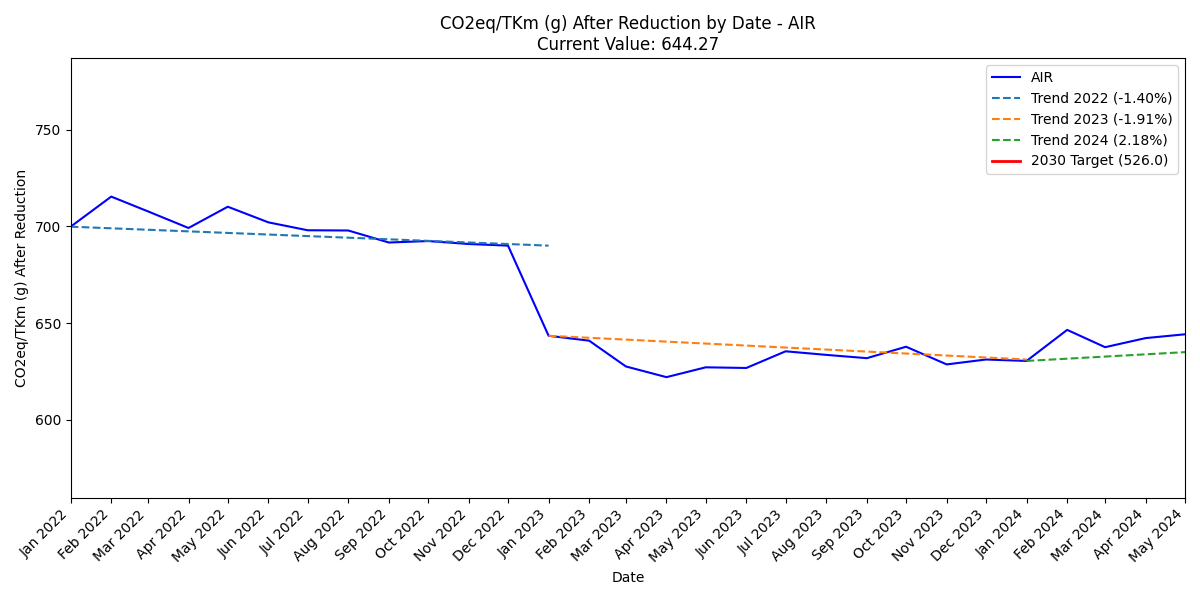 CO2eq/TKm (g) After Reduction by Date - AIR
Current Value: 644.27
AIR
Trend 2022 (-1.40%)
Trend 2023 (-1.91%)
Trend 2024 (2.18%)
2030 Target (526.0)
CO2eq/TKm (g) After Reduction
750
700
650
600
Jan 2022
Feb 2022
Mar 2022
Apr 2022
May 2022
Jun 2022
Jul 2022
Aug 2022
Sep 2022
Oct 2022
Nov 2022
Dec 2022
Jan 2023
Feb 2023
Mar 2023
Apr 2023
May 2023
Jun 2023
Jul 2023
Aug 2023
Sep 2023
Oct 2023
Nov 2023
Dec 2023
Jan 2024
Feb 2024
Mar 2024
Apr 2024
May 2024
Date